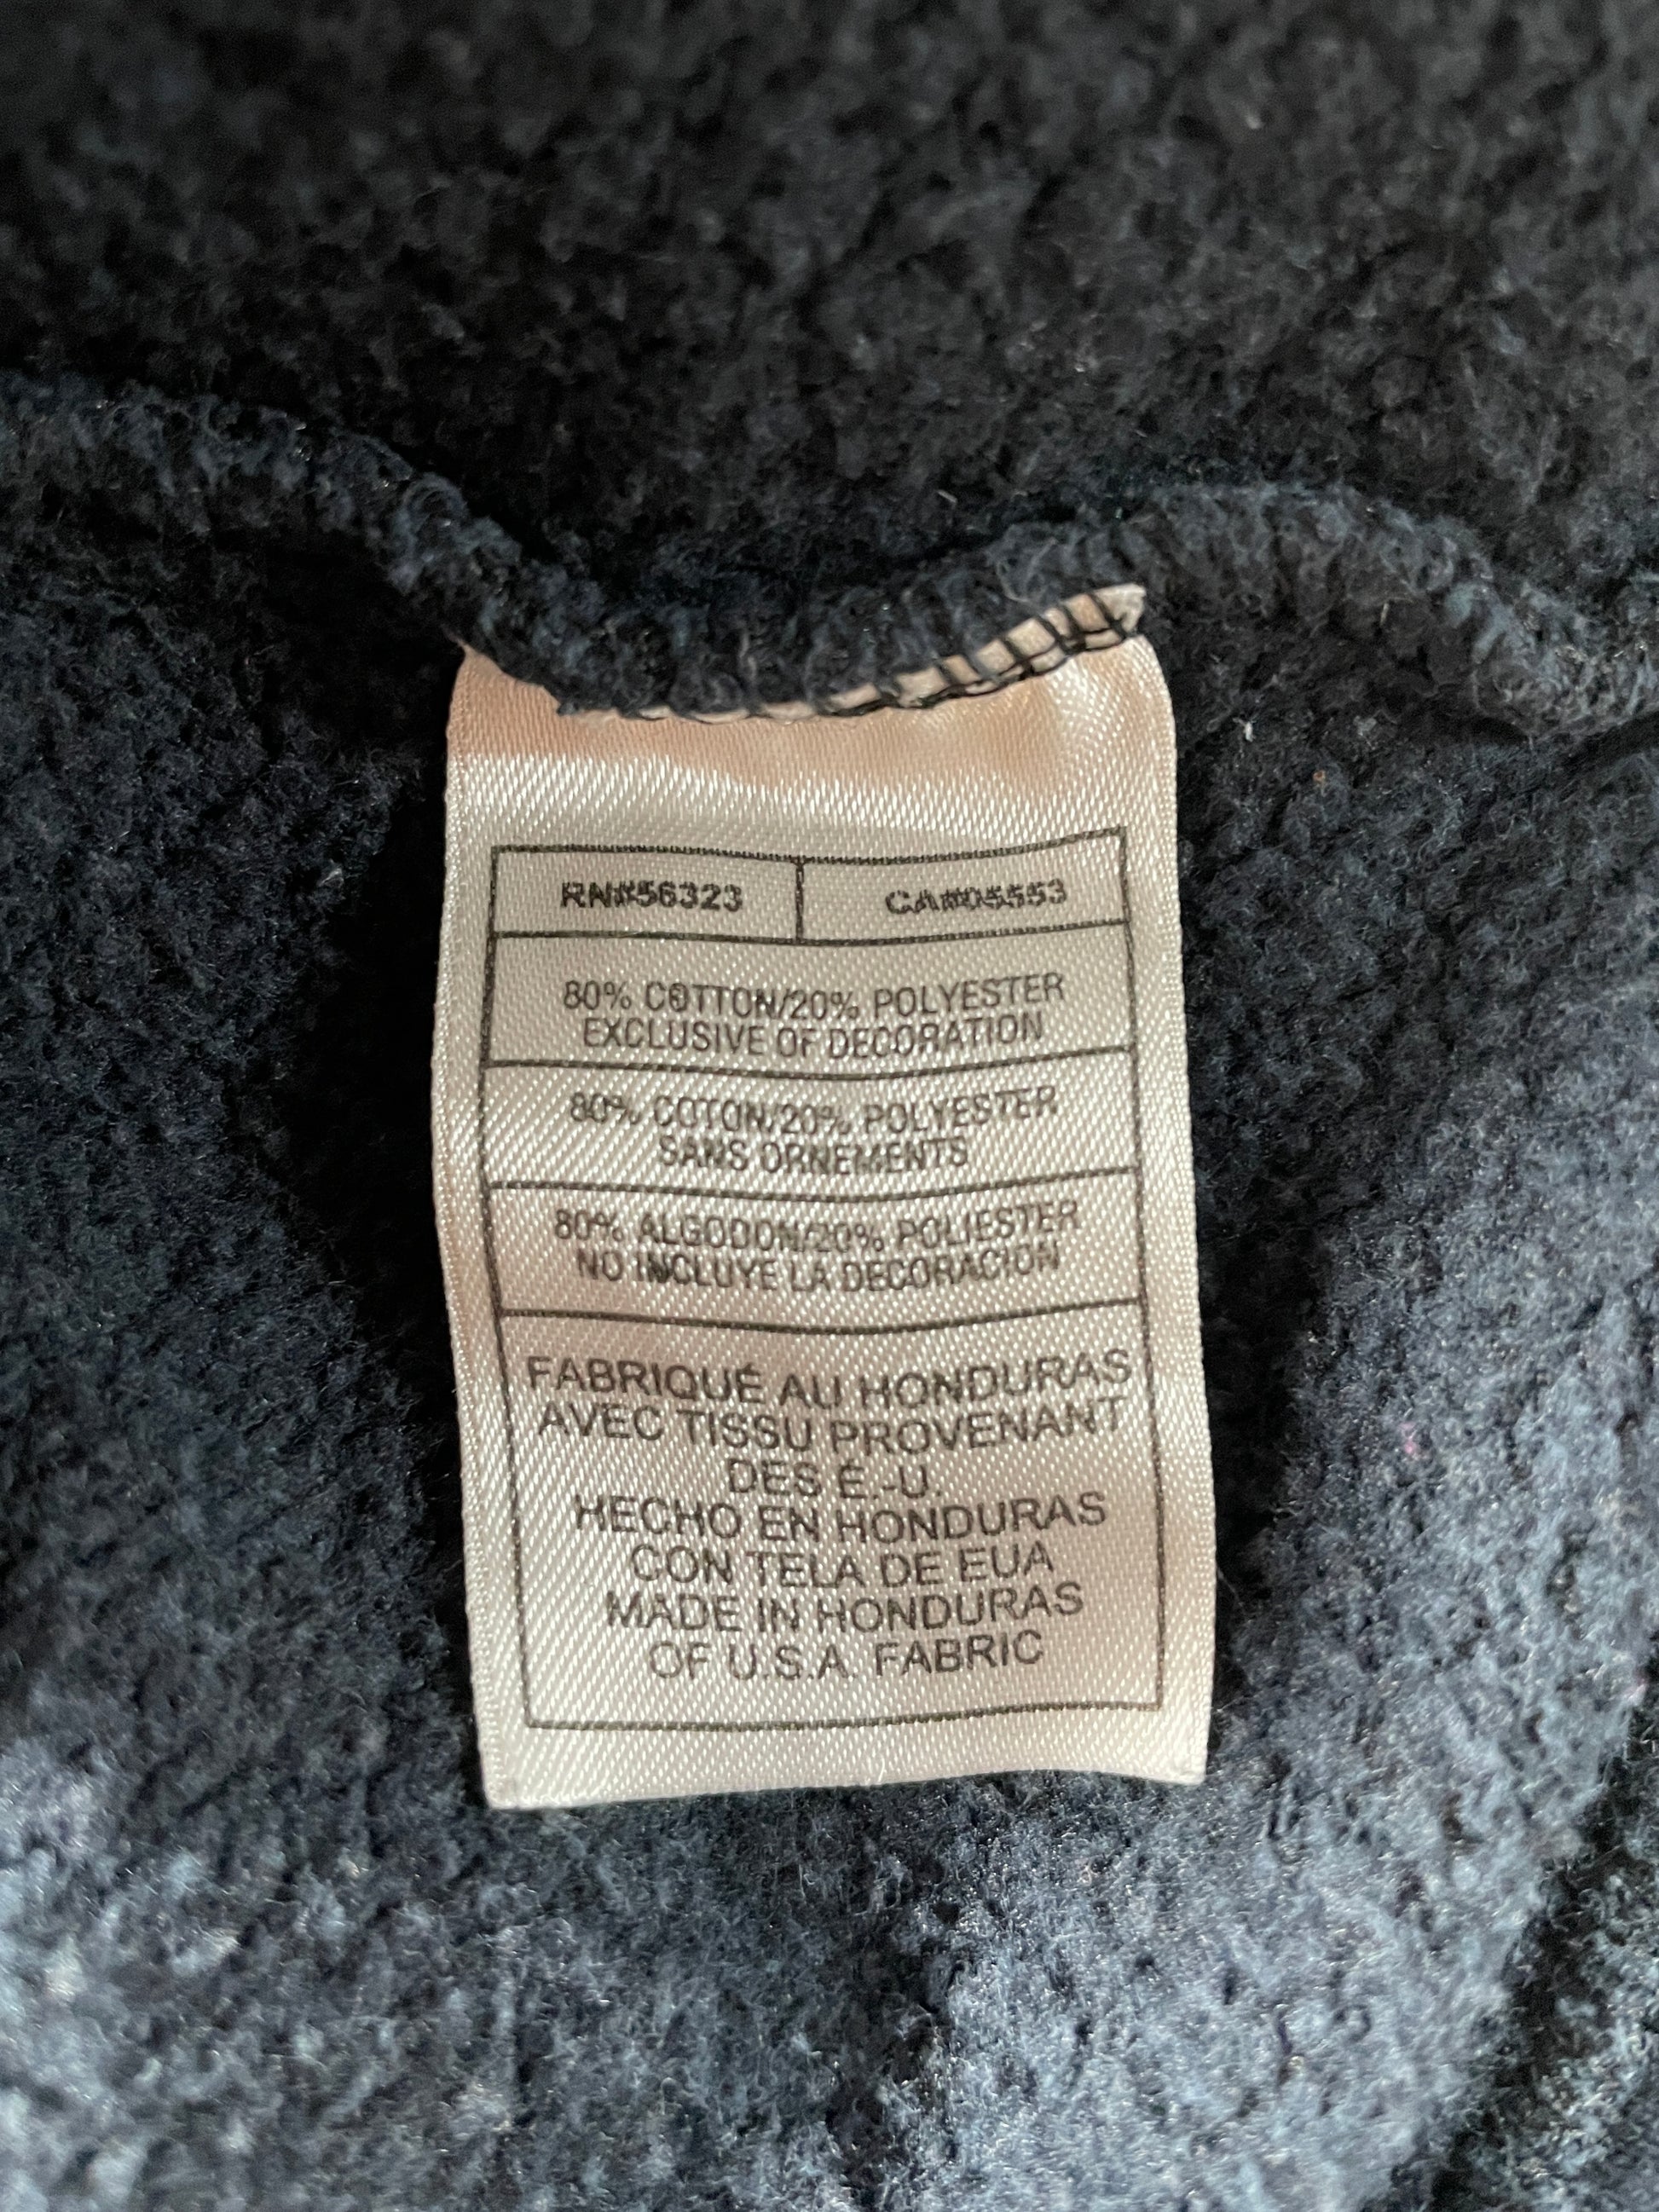 RN#56323 CA#05553
80% COTTON/20% POLYESTER
EXCLUSIVE OF DECORATION
80% COTON/20% POLYESTER
SANS ORNEMENTS
80% ALGODON/20% POLIESTER
NO INCLUYE LA DECORACION
FABRIQUÉ AU HONDURAS
AVEC TISSU PROVENANT
DES É.-U.
HECHO EN HONDURAS
CON TELA DE EUA
MADE IN HONDURAS
OF U.S.A. FABRIC